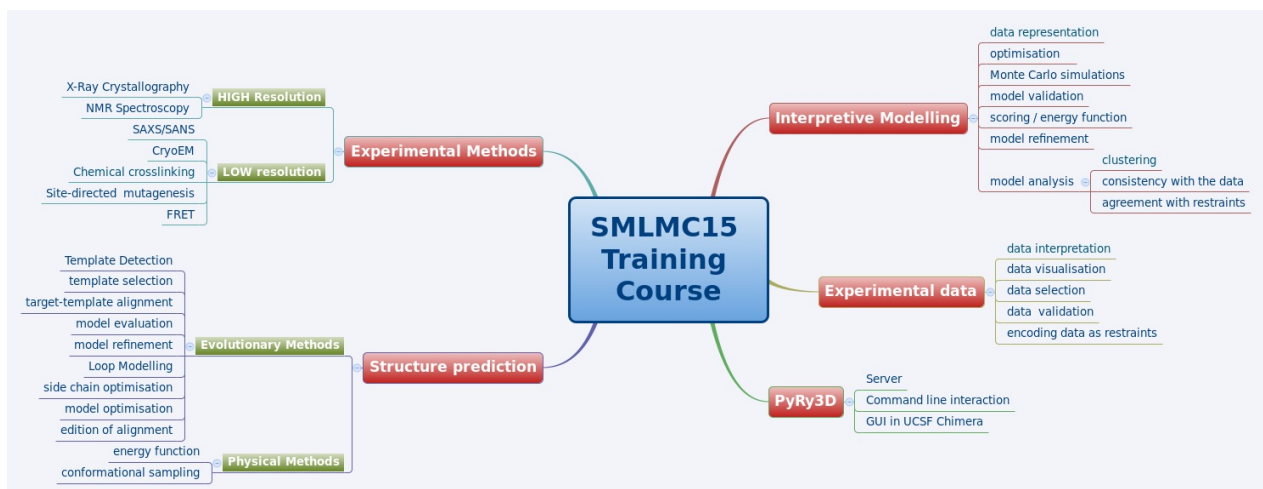 SMLMC15
Training
Course
Experimental Methods
HIGH Resolution
X-Ray Crystallography
NMR Spectroscopy
LOW resolution
SAXS/SANS
CryoEM
Chemical crosslinking
Site-directed mutagenesis
FRET
Structure prediction
Evolutionary Methods
Template Detection
template selection
target-template alignment
model evaluation
model refinement
Loop Modelling
side chain optimisation
model optimisation
edition of alignment
Physical Methods
energy function
conformational sampling
Interpretive Modelling
data representation
optimisation
Monte Carlo simulations
model validation
scoring / energy function
model refinement
model analysis
clustering
consistency with the data
agreement with restraints
Experimental data
data interpretation
data visualisation
data selection
data validation
encoding data as restraints
PyRy3D
Server
Command line interaction
GUI in UCSF Chimera